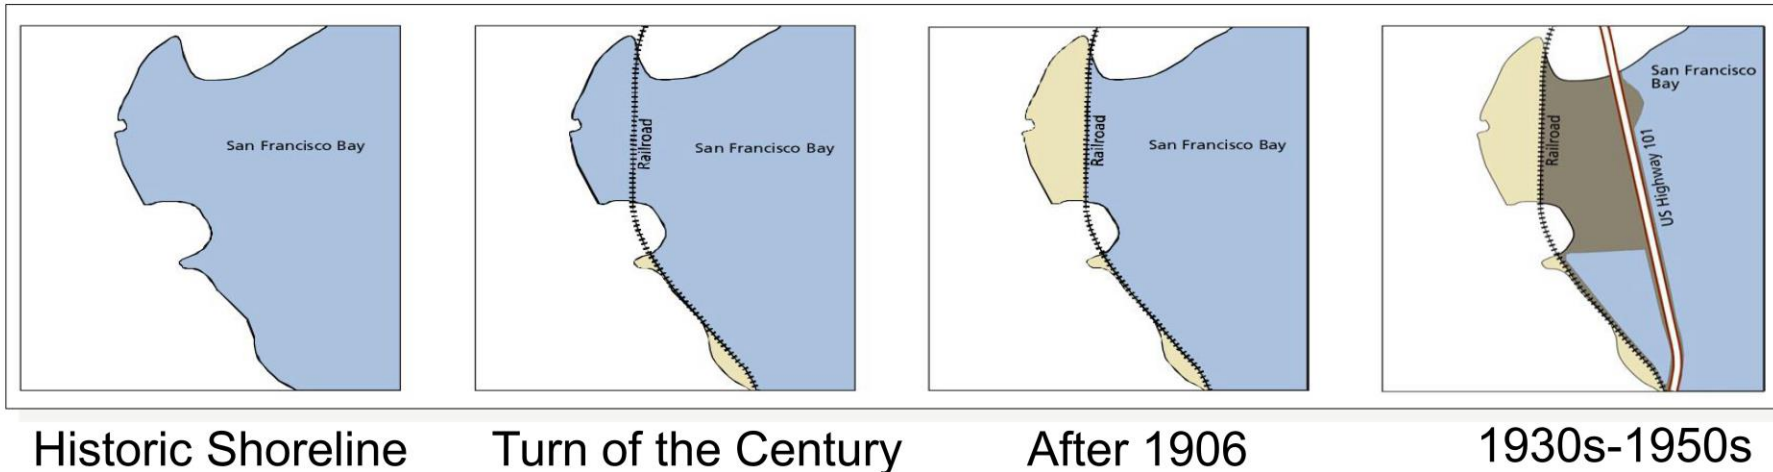 San Francisco Bay
Historic Shoreline
Railroad
San Francisco Bay
Turn of the Century
Railroad
San Francisco Bay
After 1906
San Francisco
Bay
Railroad
US Highway 101
1930s-1950s